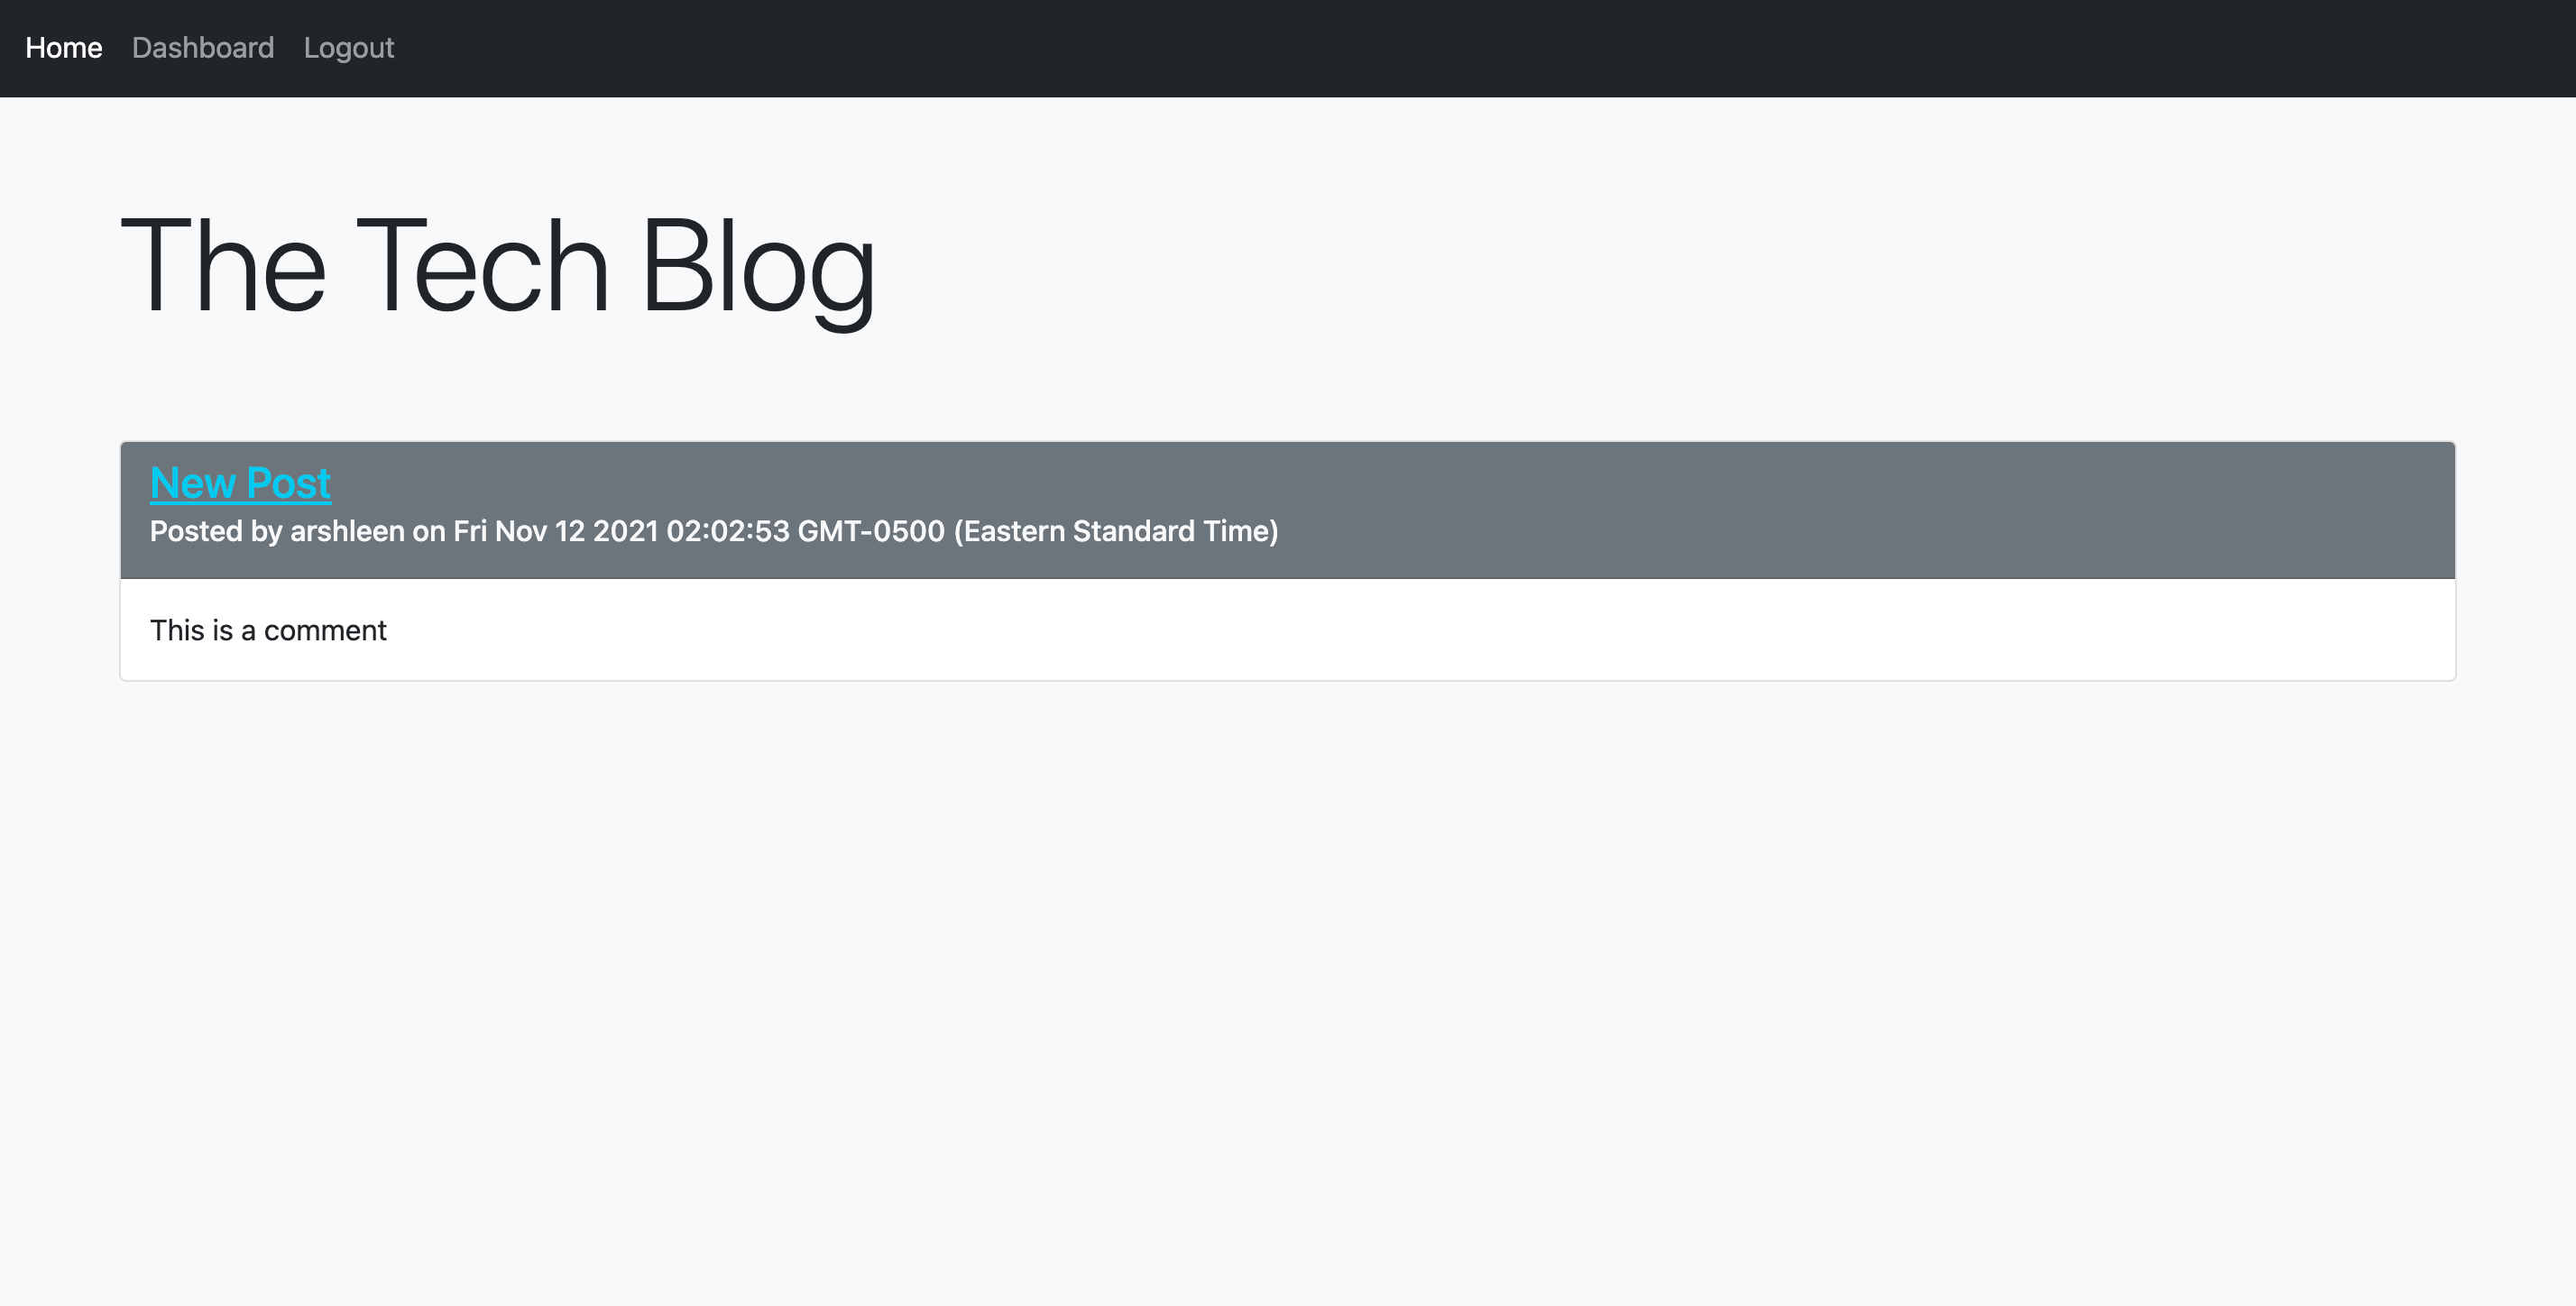 Home Dashboard Logout
The Tech Blog
New Post
Posted by arshleen on Fri Nov 12 2021 02:02:53 GMT-0500 (Eastern Standard Time)
This is a comment